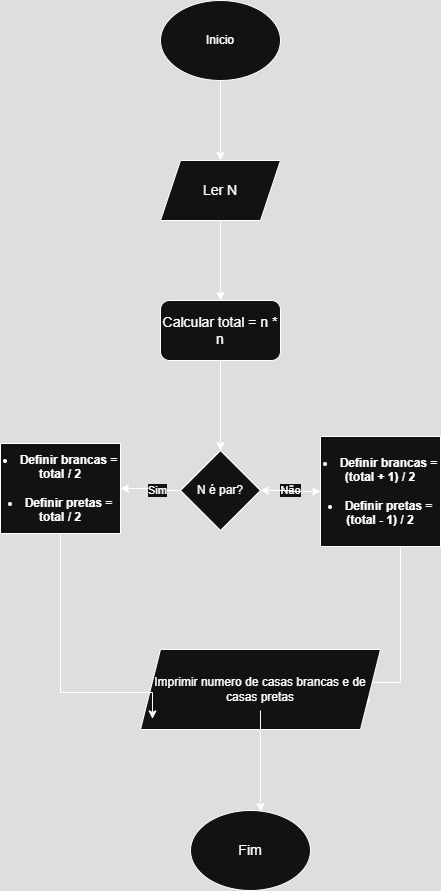 Inicio
Ler N
Calcular total = n *
n
• Definir brancas =
total / 2
• Definir pretas =
total / 2
Sim
N é par?
Não
• Definir brancas =
(total + 1) / 2
• Definir pretas =
(total - 1) / 2
Imprimir numero de casas brancas e de
casas pretas
Fim